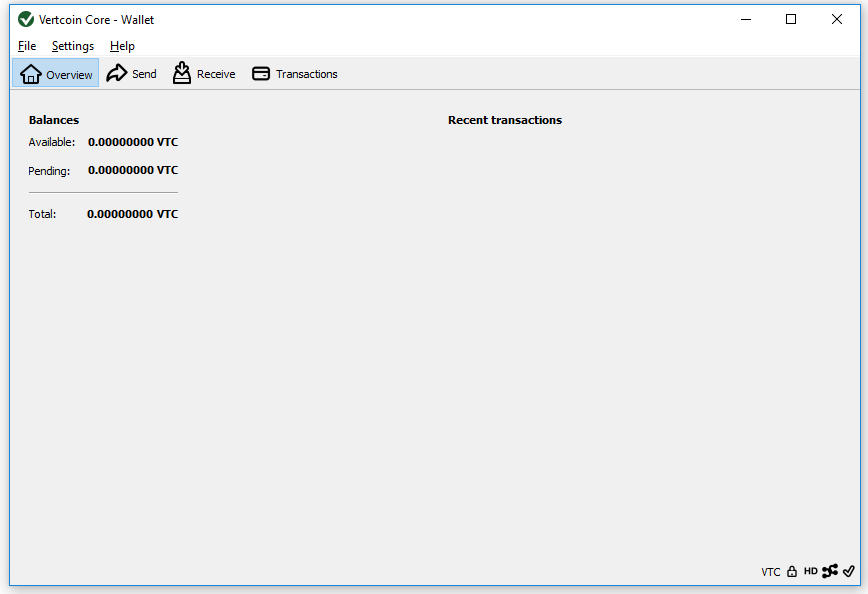 Vertcoin Core - Wallet
File Settings Help
Overview Send Receive Transactions
Balances Recent transactions
Available: 0.00000000 VTC
Pending: 0.00000000 VTC
Total: 0.00000000 VTC
VTC HD